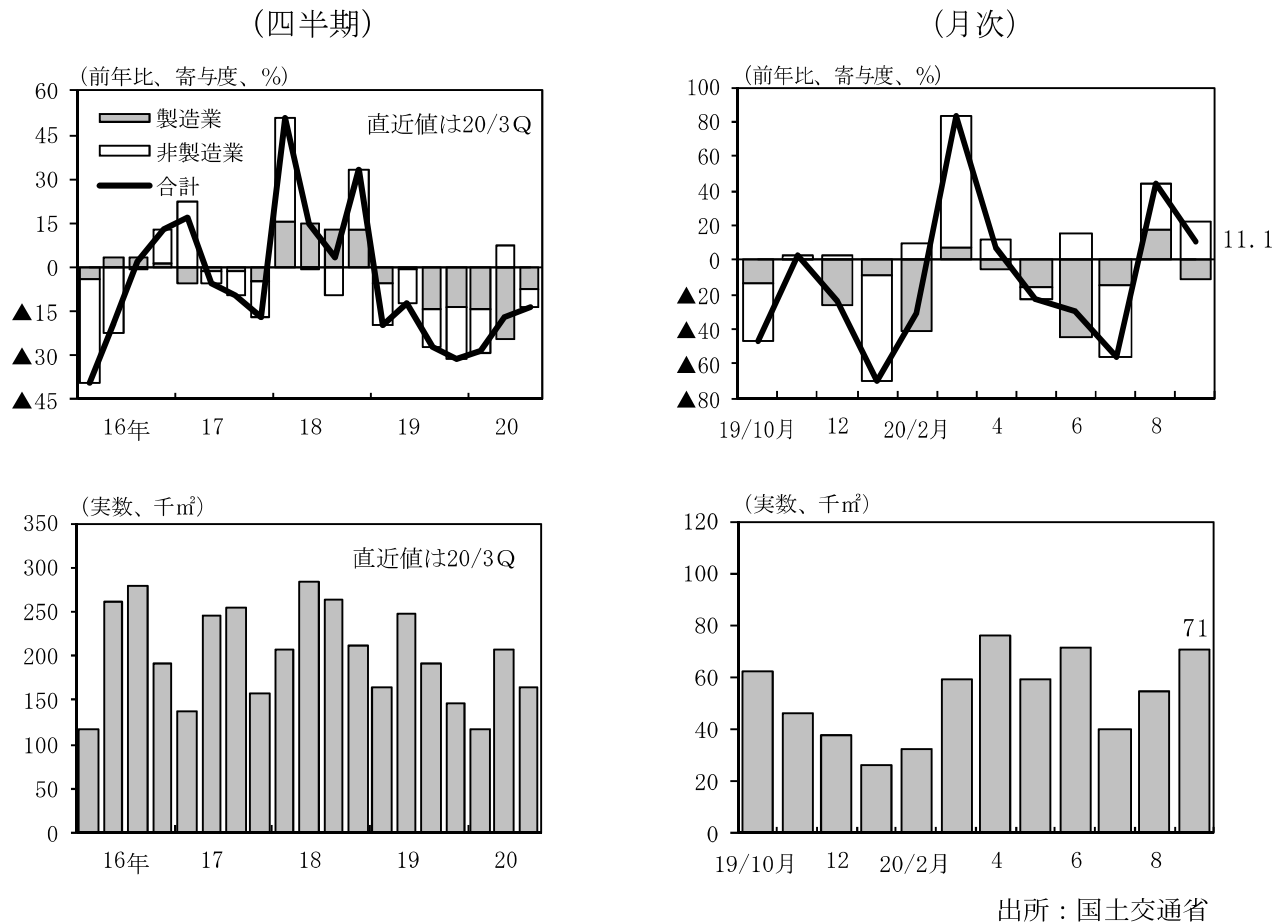 (四半期)
(月次)
(前年比、寄与度、%)
60
45
30
15
0
▲15
▲30
▲45
製造業
非製造業
合計
直近値は20/3Q
16年 17 18 19 20
(前年比、寄与度、%)
100
80
60
40
20
0
▲20
▲40
▲60
▲80
11.1
19/10月 12 20/2月 4 6 8
(実数、千㎡)
350
300
250
200
150
100
50
0
直近値は20/3Q
16年 17 18 19 20
(実数、千㎡)
120
100
80
60
40
20
0
71
19/10月 12 20/2月 4 6 8
出所：国土交通省